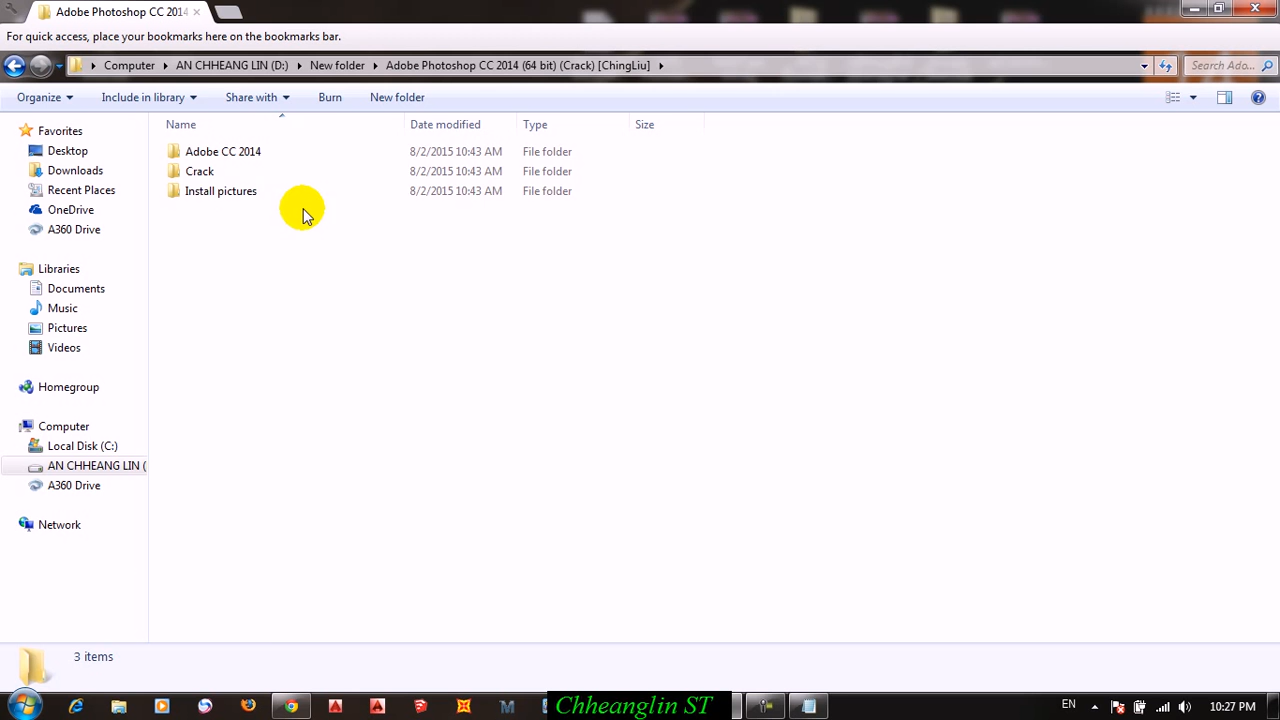 Adobe Photoshop CC 2014
For quick access, place your bookmarks here on the bookmarks bar.
Computer AN CHHEANG LIN (D:) New folder Adobe Photoshop CC 2014 (64 bit) (Crack) [ChingLiu]
Search Ado...
Organize Include in library Share with Burn New folder
Name Date modified Type Size
Favorites
Desktop
Downloads
Recent Places
OneDrive
A360 Drive
Libraries
Documents
Music
Pictures
Videos
Homegroup
Computer
Local Disk (C:)
AN CHHEANG LIN (
A360 Drive
Network
Adobe CC 2014 8/2/2015 10:43 AM File folder
Crack 8/2/2015 10:43 AM File folder
Install pictures 8/2/2015 10:43 AM File folder
3 items
Chheanglin ST
EN
10:27 PM